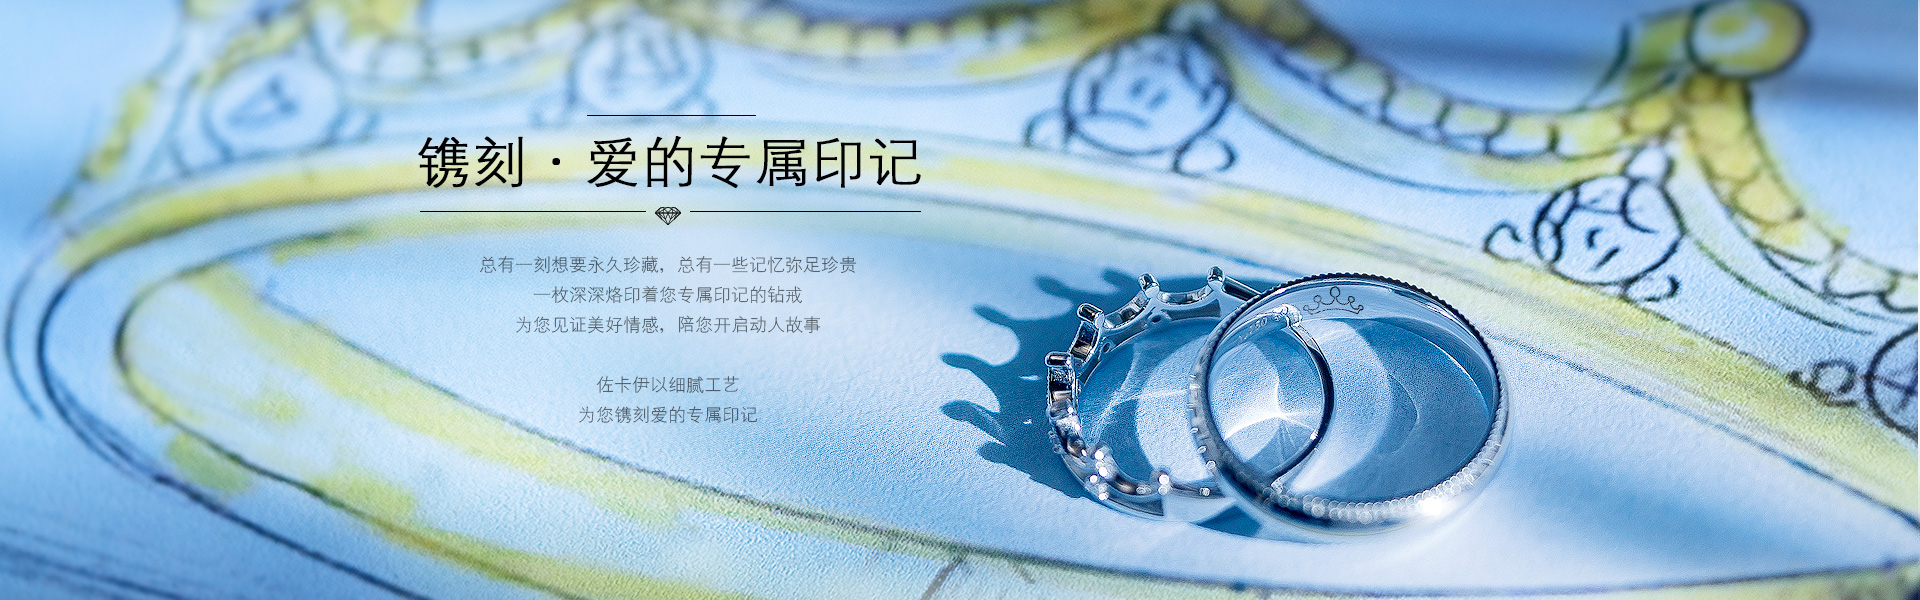 镌刻·爱的专属印记
总有一刻想要永久珍藏，总有一些记忆弥足珍贵
一枚深深烙印着您专属印记的钻戒
为您见证美好情感，陪您开启动人故事
佐卡伊以细腻工艺
为您镌刻爱的专属印记